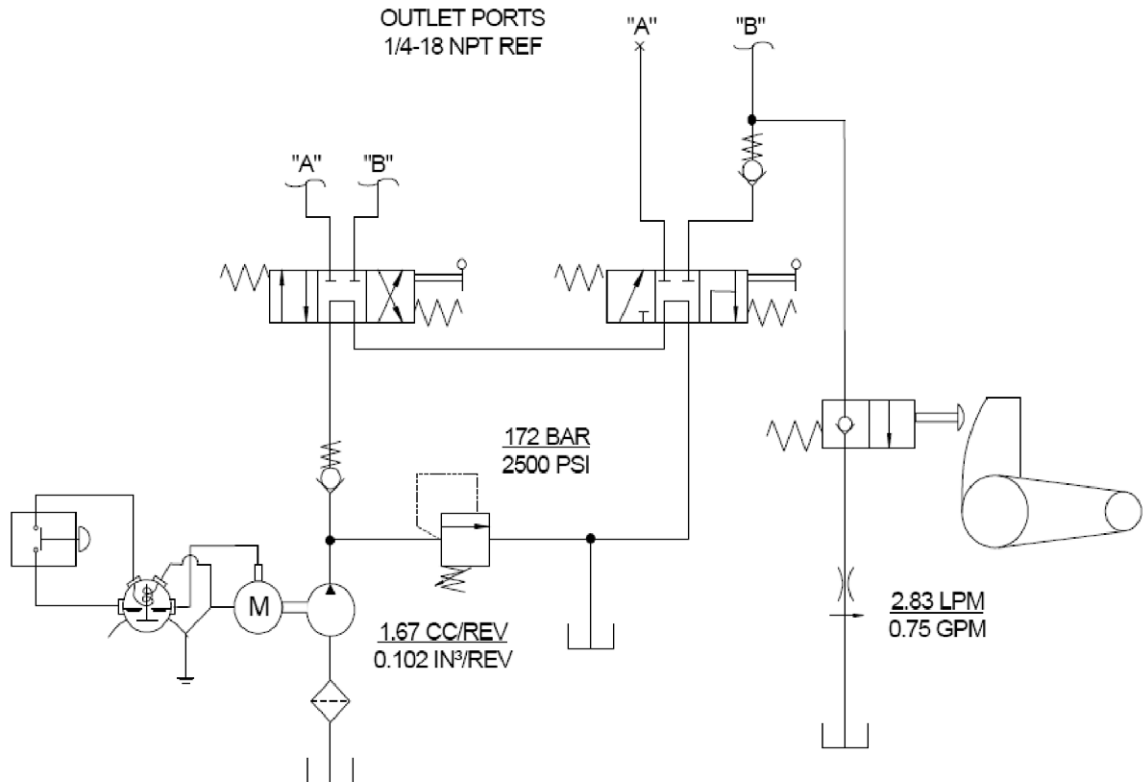 OUTLET PORTS
1/4-18 NPT REF
"A"
"B"
"A"
"B"
172 BAR
2500 PSI
M
1.67 CC/REV
0.102 IN³/REV
2.83 LPM
0.75 GPM